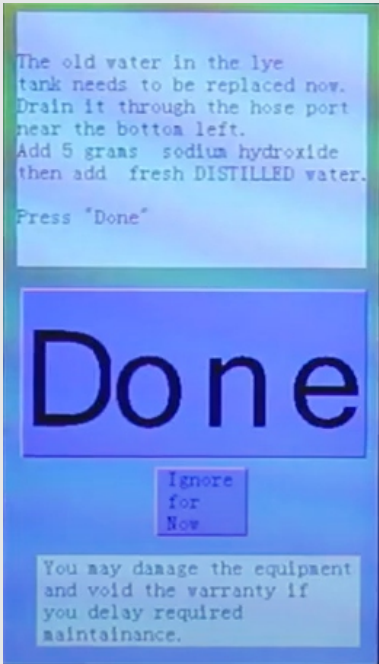 The old water in the lye
tank needs to be replaced now.
Drain it through the hose port
near the bottom left.
Add 5 grams  sodium hydroxide
then add  fresh DISTILLED water.
Press "Done"
Done
Ignore
for
Now
You may damage the equipment
and void the warranty if
you delay required
maintainance.